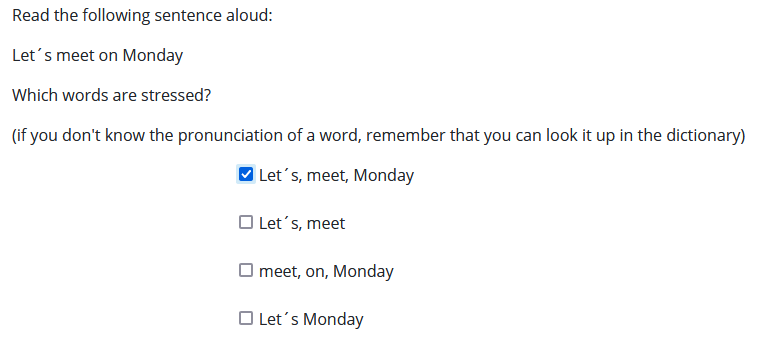 Read the following sentence aloud:
Let´s meet on Monday
Which words are stressed?
(if you don't know the pronunciation of a word, remember that you can look it up in the dictionary)
Let´s, meet, Monday
Let´s, meet
meet, on, Monday
Let´s Monday